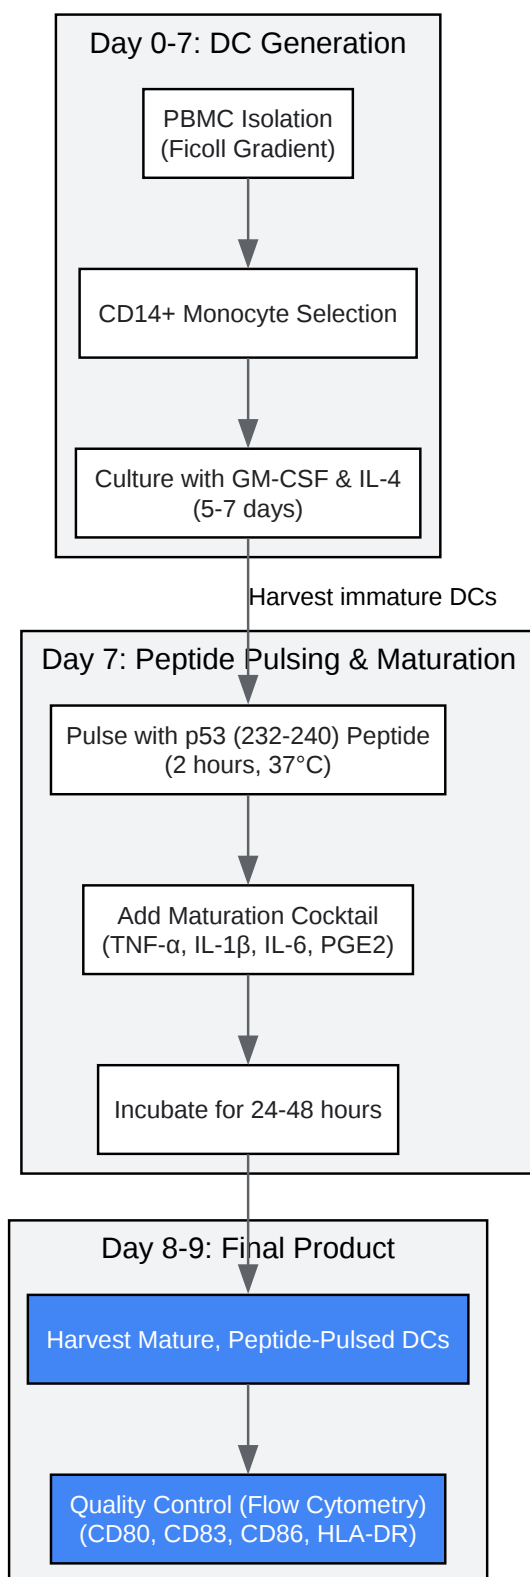 Day 0-7: DC Generation
PBMC Isolation
(Ficoll Gradient)
CD14+ Monocyte Selection
Culture with GM-CSF & IL-4
(5-7 days)
Harvest immature DCs
Day 7: Peptide Pulsing & Maturation
Pulse with p53 (232-240) Peptide
(2 hours, 37°C)
Add Maturation Cocktail
(TNF-α, IL-1β, IL-6, PGE2)
Incubate for 24-48 hours
Day 8-9: Final Product
Harvest Mature, Peptide-Pulsed DCs
Quality Control (Flow Cytometry)
(CD80, CD83, CD86, HLA-DR)